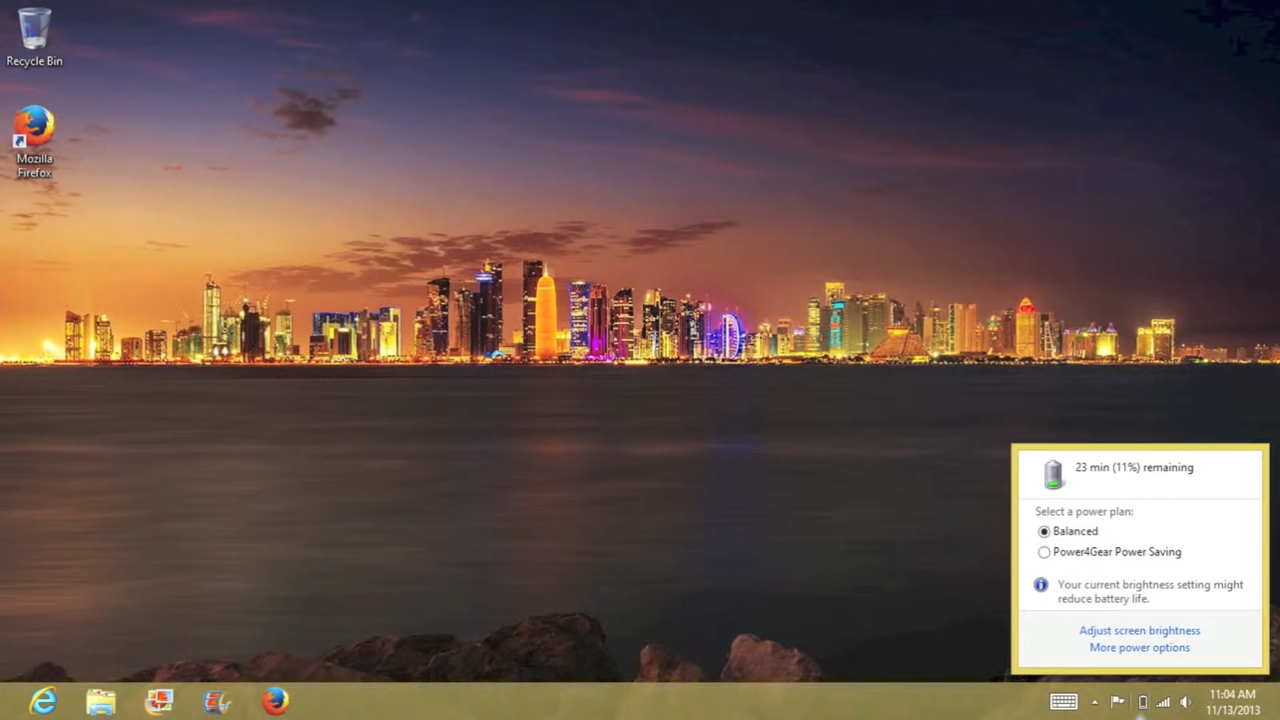 Recycle Bin
Mozilla
Firefox
23 min (11%) remaining
Select a power plan:
Balanced
Power4Gear Power Saving
Your current brightness setting might
reduce battery life.
Adjust screen brightness
More power options
11:04 AM
11/13/2013